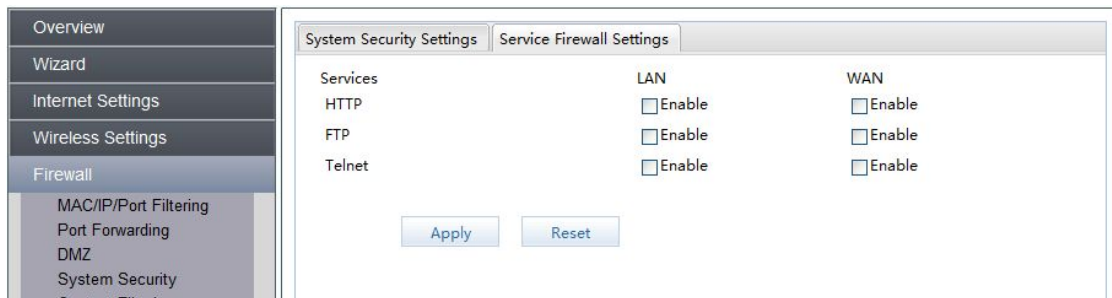 Overview
Wizard
Internet Settings
Wireless Settings
Firewall
MAC/IP/Port Filtering
Port Forwarding
DMZ
System Security
System Security Settings Service Firewall Settings
Services LAN WAN
HTTP Enable Enable
FTP Enable Enable
Telnet Enable Enable
Apply Reset